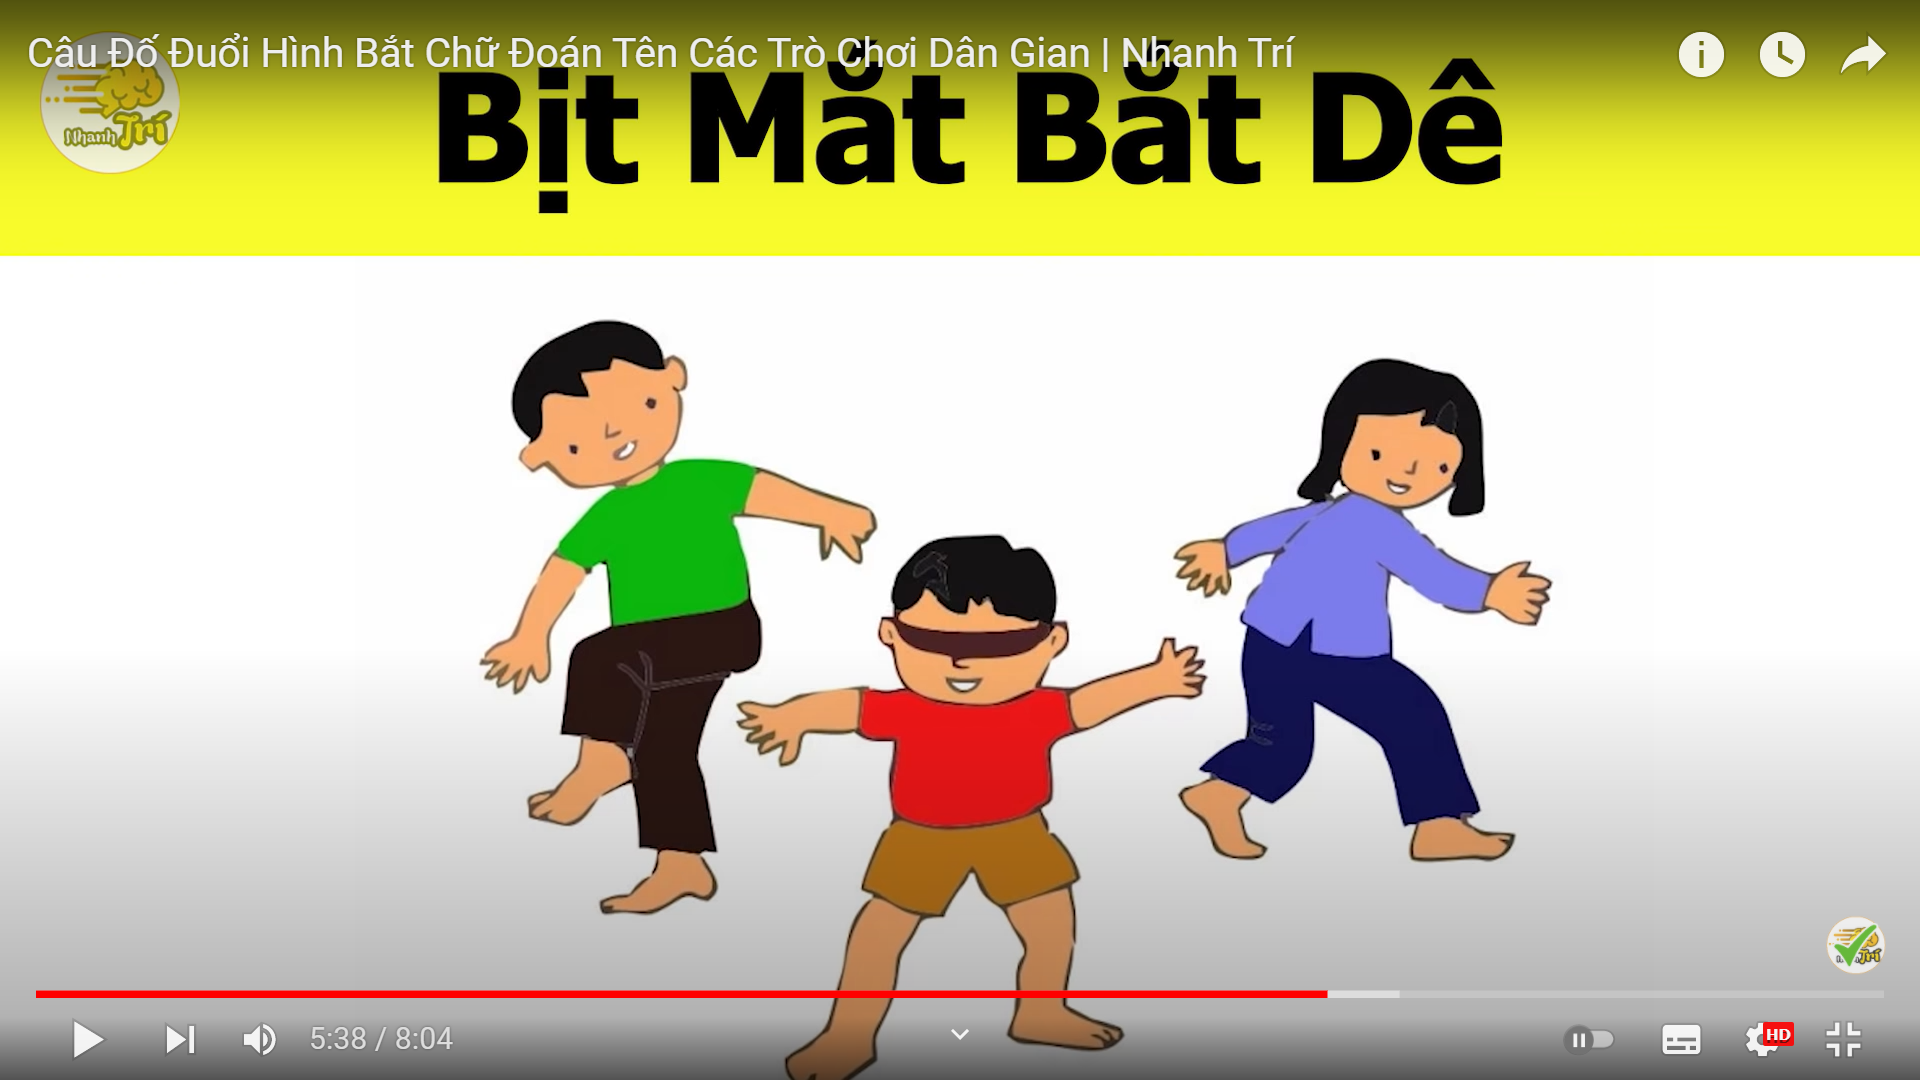 Câu Đố Đuổi Hình Bắt Chữ Đoán Tên Các Trò Chơi Dân Gian | Nhanh Trí
Nhanh Trí
Bịt Mắt Bắt Dê
Trí
5:38 / 8:04
HD